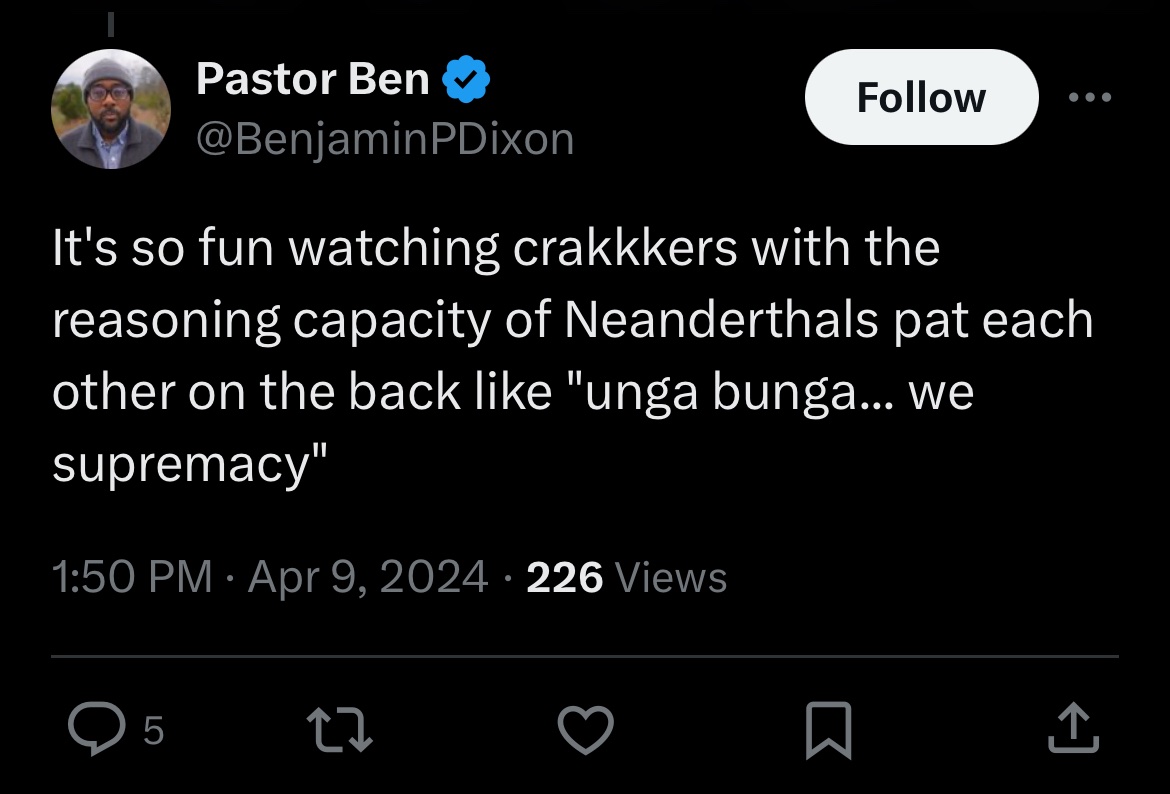 Pastor Ben
Follow
@BenjaminPDixon
It's so fun watching crakkkers with the
reasoning capacity of Neanderthals pat each
other on the back like "unga bunga... we
supremacy"
1:50 PM · Apr 9, 2024 · 226 Views
5